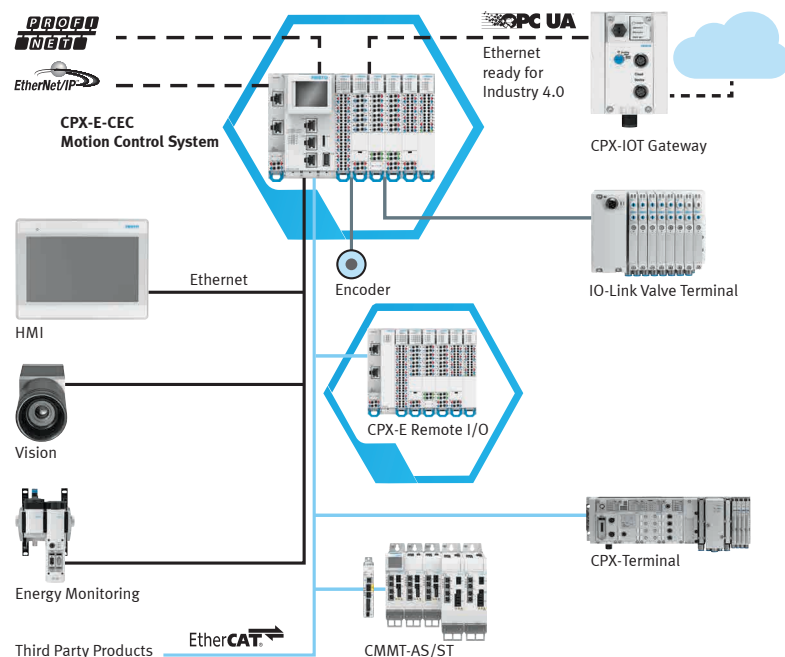 PROFI
NET
EtherNet/IP
CPX-E-CEC
Motion Control System
OPC UA
Ethernet
ready for
Industry 4.0
CPX-IOT Gateway
HMI
Ethernet
Encoder
IO-Link Valve Terminal
Vision
CPX-E Remote I/O
Energy Monitoring
CPX-Terminal
Third Party Products
EtherCAT
CMMT-AS/ST